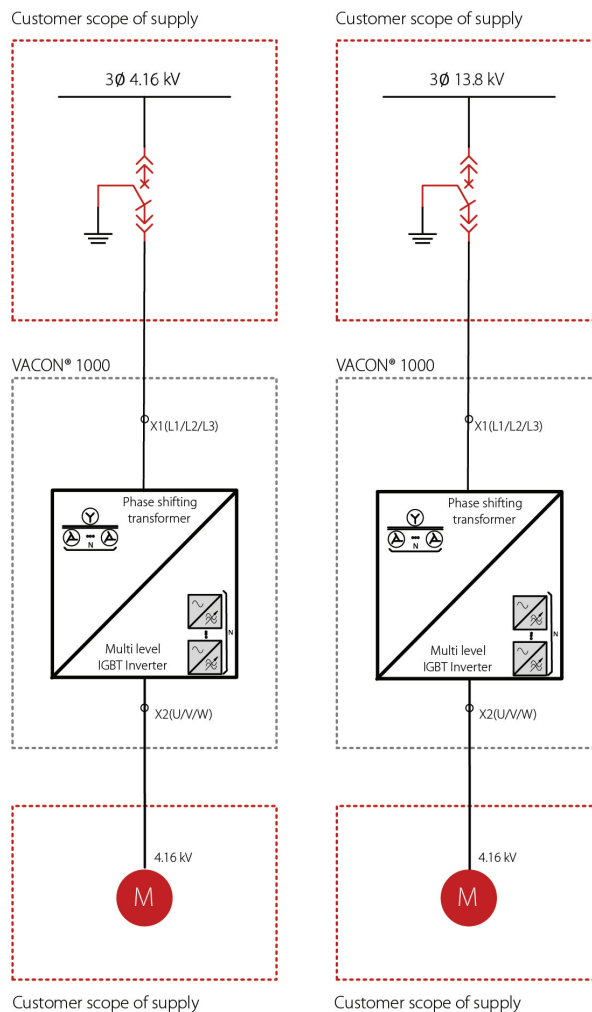 Customer scope of supply
3Ø 4.16 kV
VACON® 1000
X1(L1/L2/L3)
Phase shifting
transformer
Y
N
N
Multi level
IGBT Inverter
X2(U/V/W)
4.16 kV
M
Customer scope of supply
Customer scope of supply
3Ø 13.8 kV
VACON® 1000
X1(L1/L2/L3)
Phase shifting
transformer
Y
N
N
Multi level
IGBT Inverter
X2(U/V/W)
4.16 kV
M
Customer scope of supply